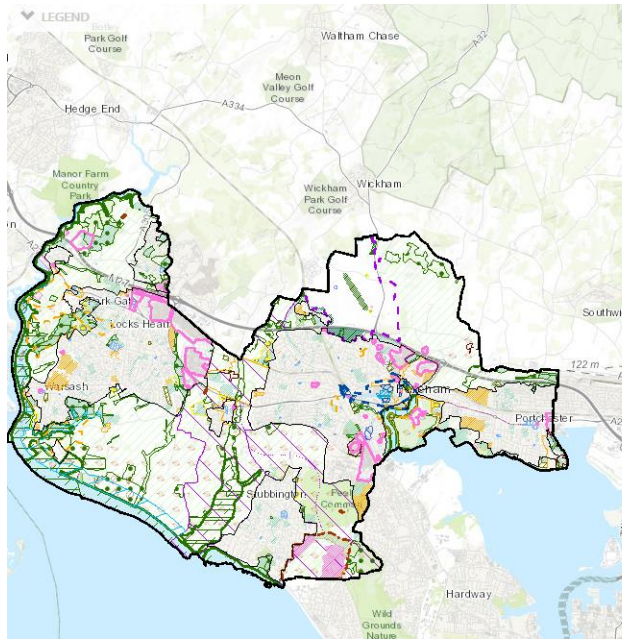 LEGEND
Park Golf
Course
Waltham Chase
A32
Meon
Valley Golf
Course
Hedge End
A334
Manor Farm
Country
Park
Wickham
Wickham
Park Golf
Course
Southwi
Park Gate
Locks Heath
122 m
Warsash
Fareham
Portchester
Stubbington
Peel
Common
Hardway
Wild
Grounds
Nature